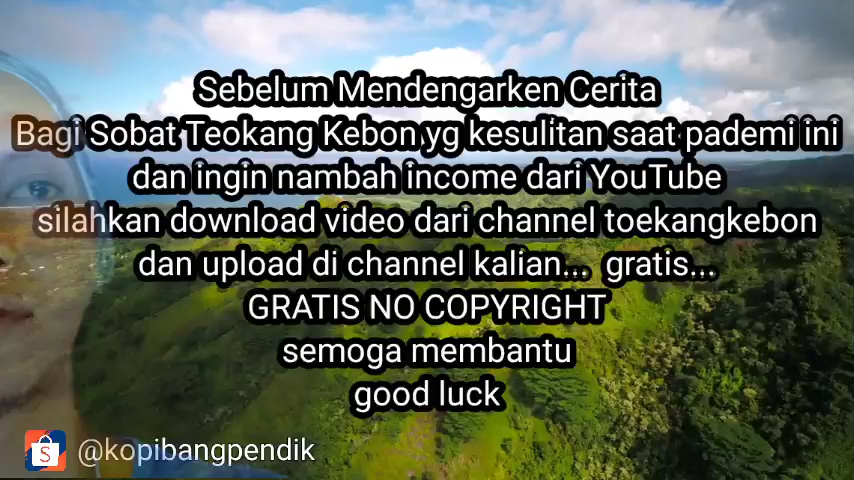 Sebelum Mendengarken Cerita
Bagi Sobat Teokang Kebon yg kesulitan saat pademi ini
dan ingin nambah income dari YouTube
silahkan download video dari channel toekangkebon
dan upload di channel kalian... gratis...
GRATIS NO COPYRIGHT
semoga membantu
good luck
@kopibangpendik